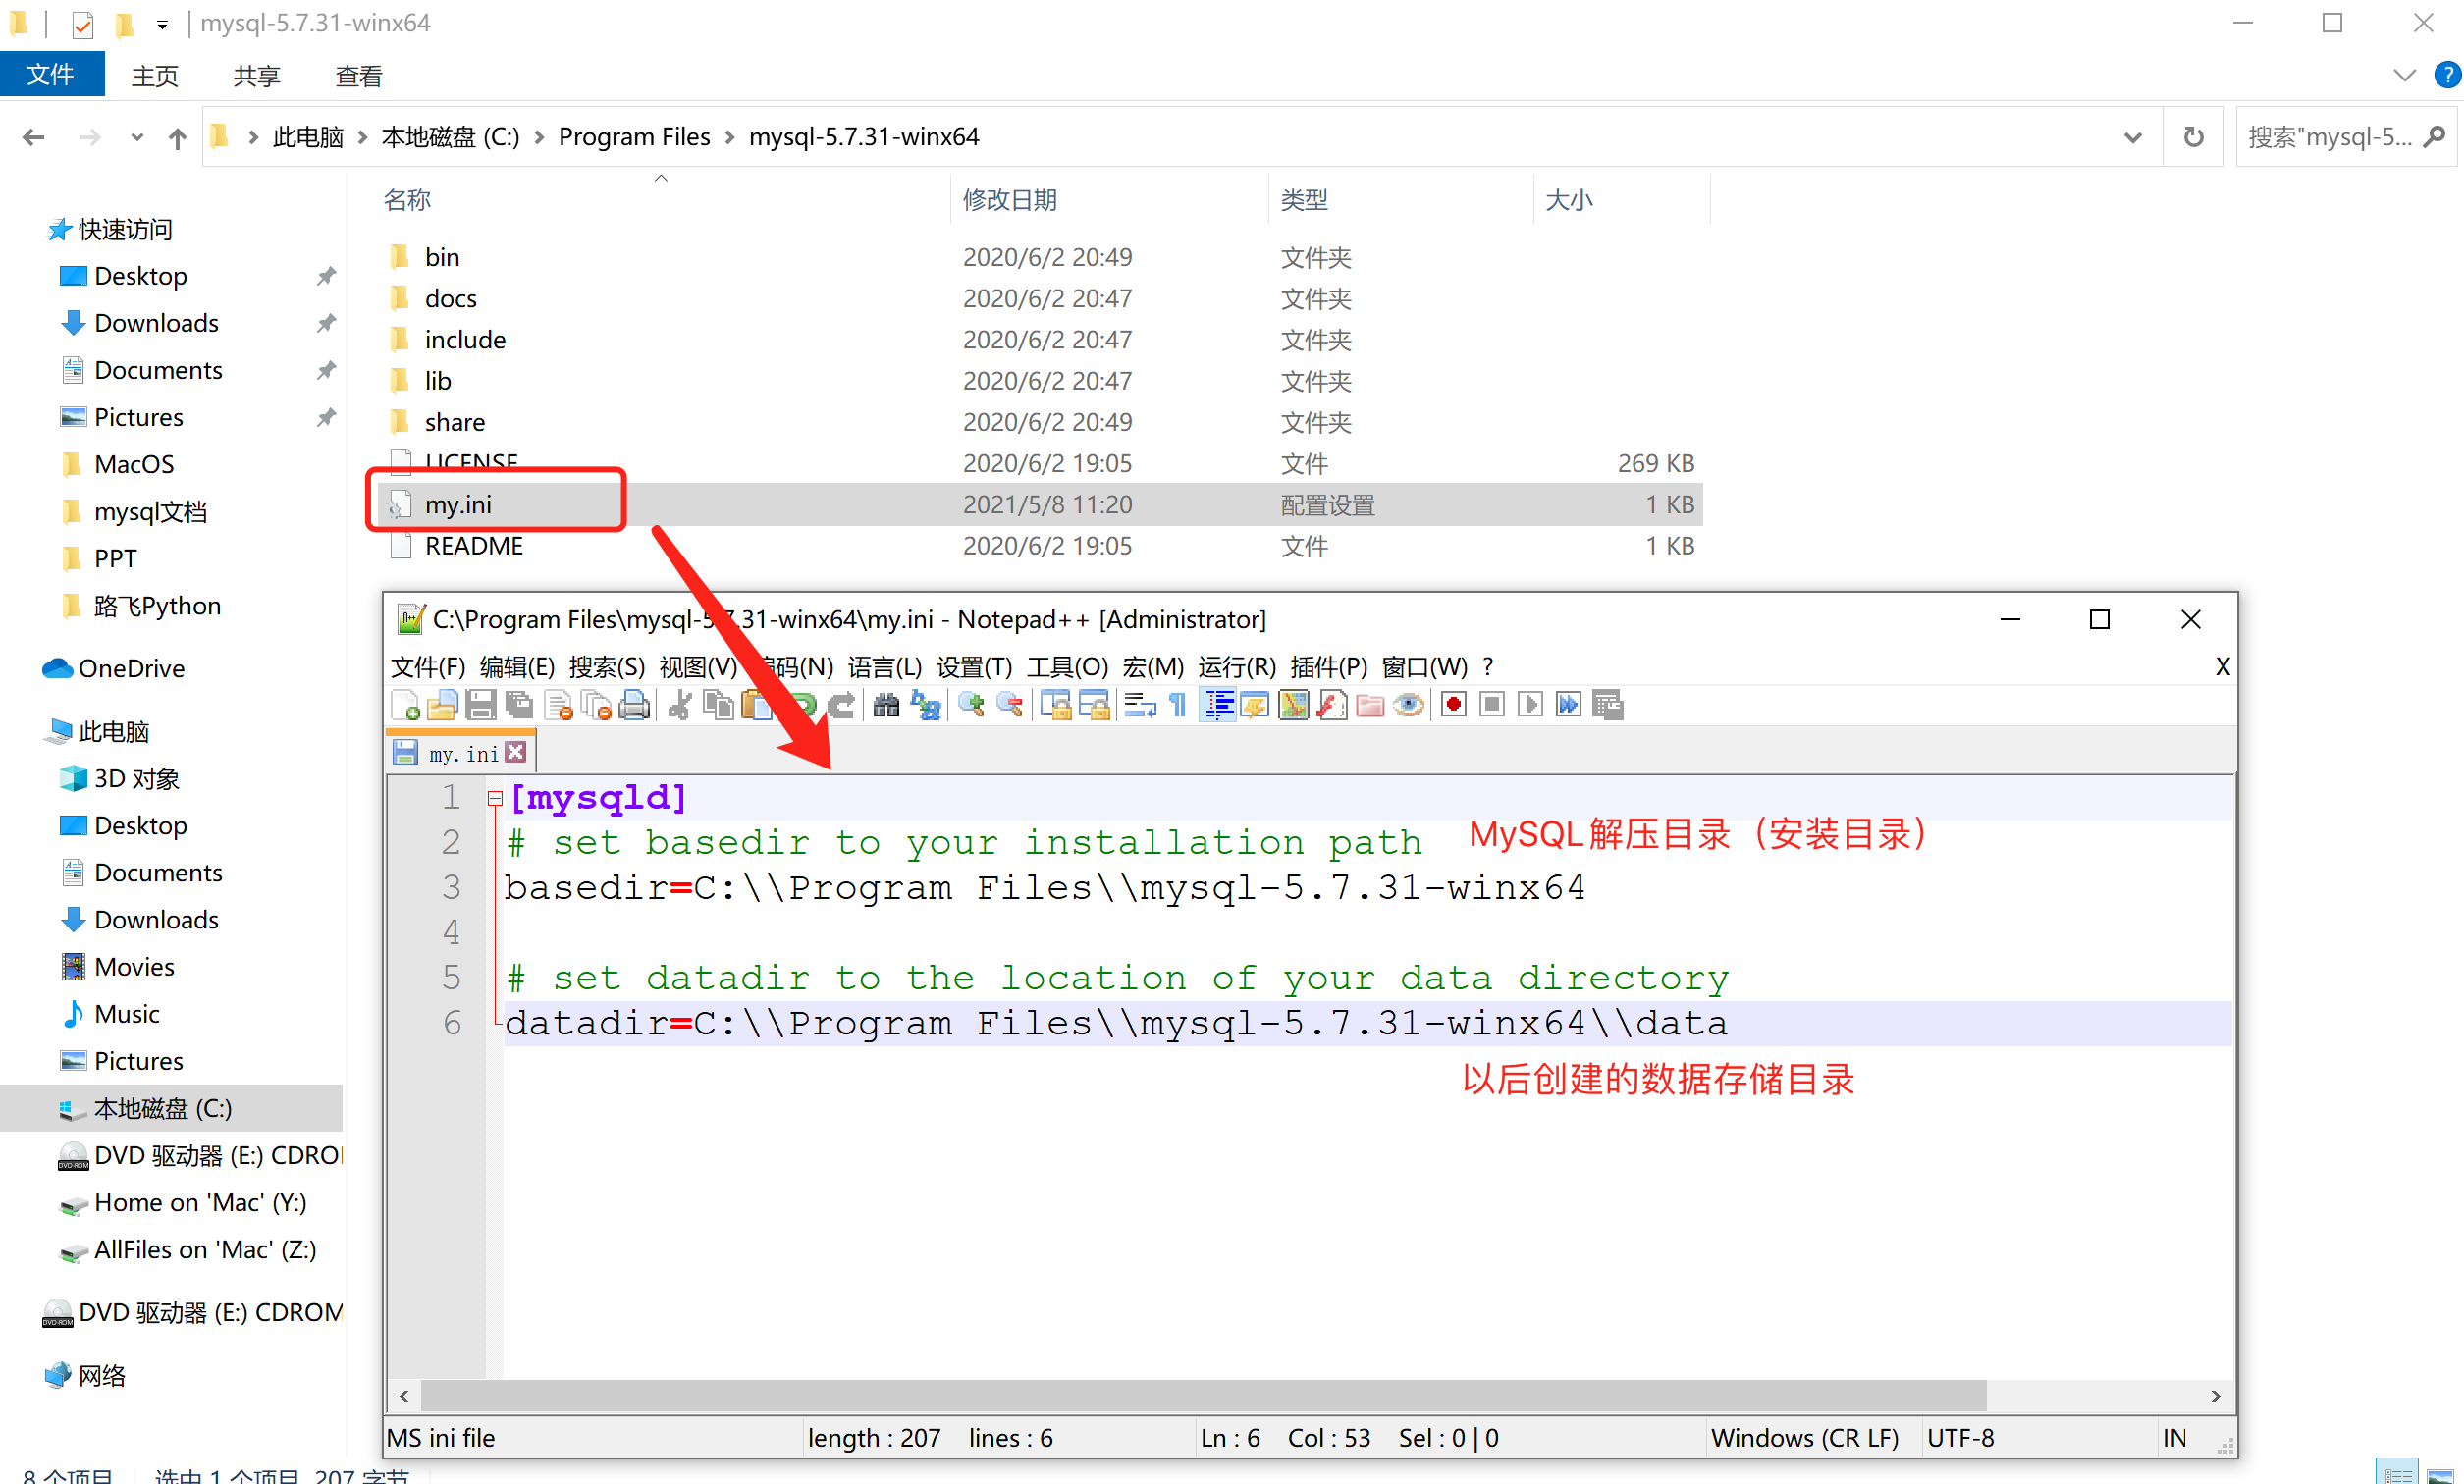 mysql-5.7.31-winx64
文件 主页 共享 查看
此电脑 本地磁盘 (C:) Program Files mysql-5.7.31-winx64
搜索"mysql-5...
名称 修改日期 类型 大小
快速访问
Desktop
Downloads
Documents
Pictures
MacOS
mysql文档
PPT
路飞Python
OneDrive
此电脑
3D 对象
Desktop
Documents
Downloads
Movies
Music
Pictures
本地磁盘 (C:)
DVD 驱动器 (E:) CDRO
Home on 'Mac' (Y:)
AllFiles on 'Mac' (Z:)
DVD 驱动器 (E:) CDROM
网络
bin 2020/6/2 20:49 文件夹
docs 2020/6/2 20:47 文件夹
include 2020/6/2 20:47 文件夹
lib 2020/6/2 20:47 文件夹
share 2020/6/2 20:49 文件夹
LICENSE 2020/6/2 19:05 文件 269 KB
my.ini 2021/5/8 11:20 配置设置 1 KB
README 2020/6/2 19:05 文件 1 KB
C:\Program Files\mysql-5.7.31-winx64\my.ini - Notepad++ [Administrator]
文件(F) 编辑(E) 搜索(S) 视图(V) 编码(N) 语言(L) 设置(T) 工具(O) 宏(M) 运行(R) 插件(P) 窗口(W) ? X
my.ini
1 [mysqld]
2 # set basedir to your installation path
MySQL解压目录（安装目录）
3 basedir=C:\\Program Files\\mysql-5.7.31-winx64
4
5 # set datadir to the location of your data directory
6 datadir=C:\\Program Files\\mysql-5.7.31-winx64\\data
以后创建的数据存储目录
MS ini file length : 207 lines : 6 Ln : 6 Col : 53 Sel : 0 | 0 Windows (CR LF) UTF-8 IN
8 个项目 选中 1 个项目 207 字节